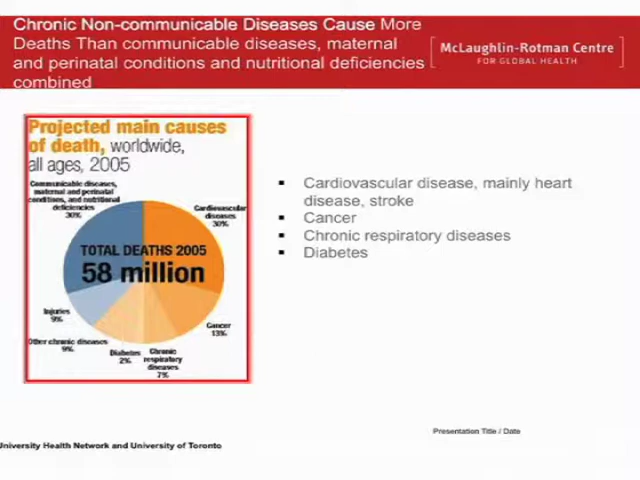 Chronic Non-communicable Diseases Cause More
Deaths Than communicable diseases, maternal
and perinatal conditions and nutritional deficiencies
combined
McLaughlin-Rotman Centre
FOR GLOBAL HEALTH
Projected main causes
of death, worldwide,
all ages, 2005
Communicable diseases,
maternal and perinatal
conditions, and nutritional
deficiencies
30%
Cardiovascular
diseases
30%
TOTAL DEATHS 2005
58 million
Injuries
9%
Cancer
13%
Other chronic diseases
9%
Diabetes
2%
Chronic
respiratory
diseases
7%
▪ Cardiovascular disease, mainly heart
disease, stroke
▪ Cancer
▪ Chronic respiratory diseases
▪ Diabetes
Presentation Title / Date
University Health Network and University of Toronto